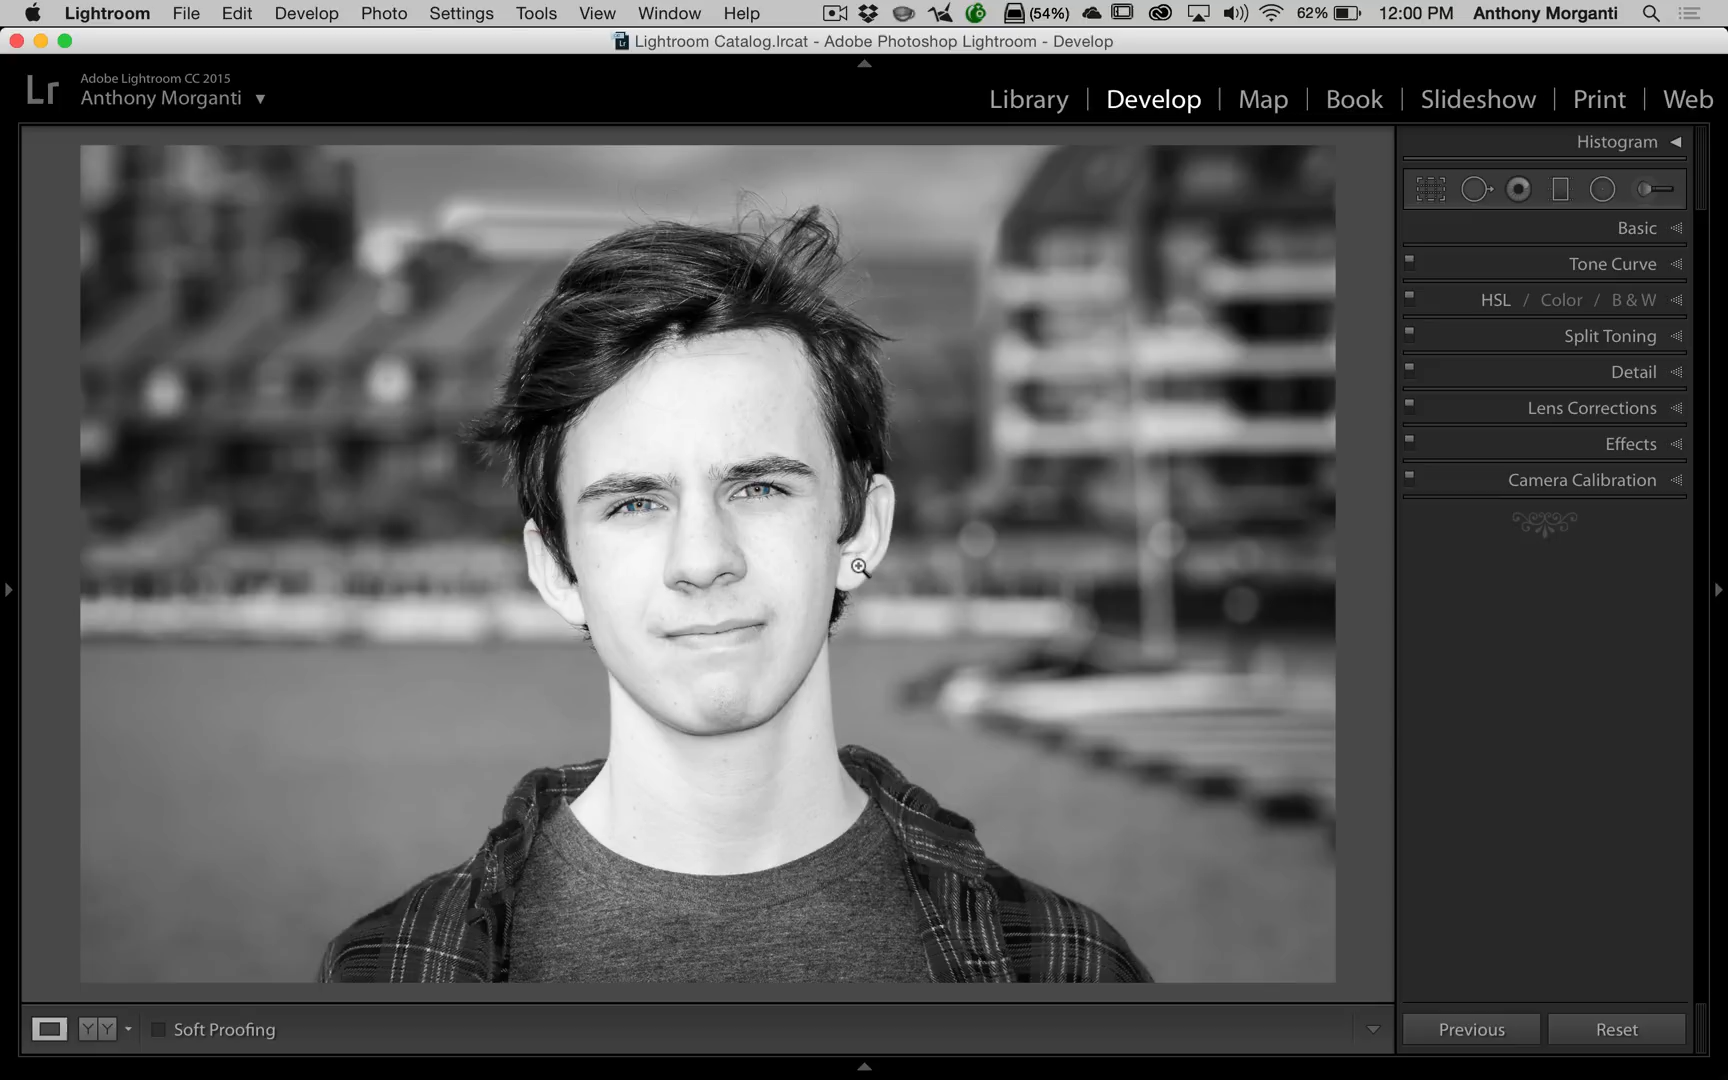 Lightroom File Edit Develop Photo Settings Tools View Window Help (54%) 62% 12:00 PM Anthony Morganti
Lightroom Catalog.lrcat - Adobe Photoshop Lightroom - Develop
Lr Adobe Lightroom CC 2015
Anthony Morganti
Library | Develop | Map | Book | Slideshow | Print | Web
Histogram
Basic
Tone Curve
HSL / Color / B & W
Split Toning
Detail
Lens Corrections
Effects
Camera Calibration
Y Y Soft Proofing
Previous Reset